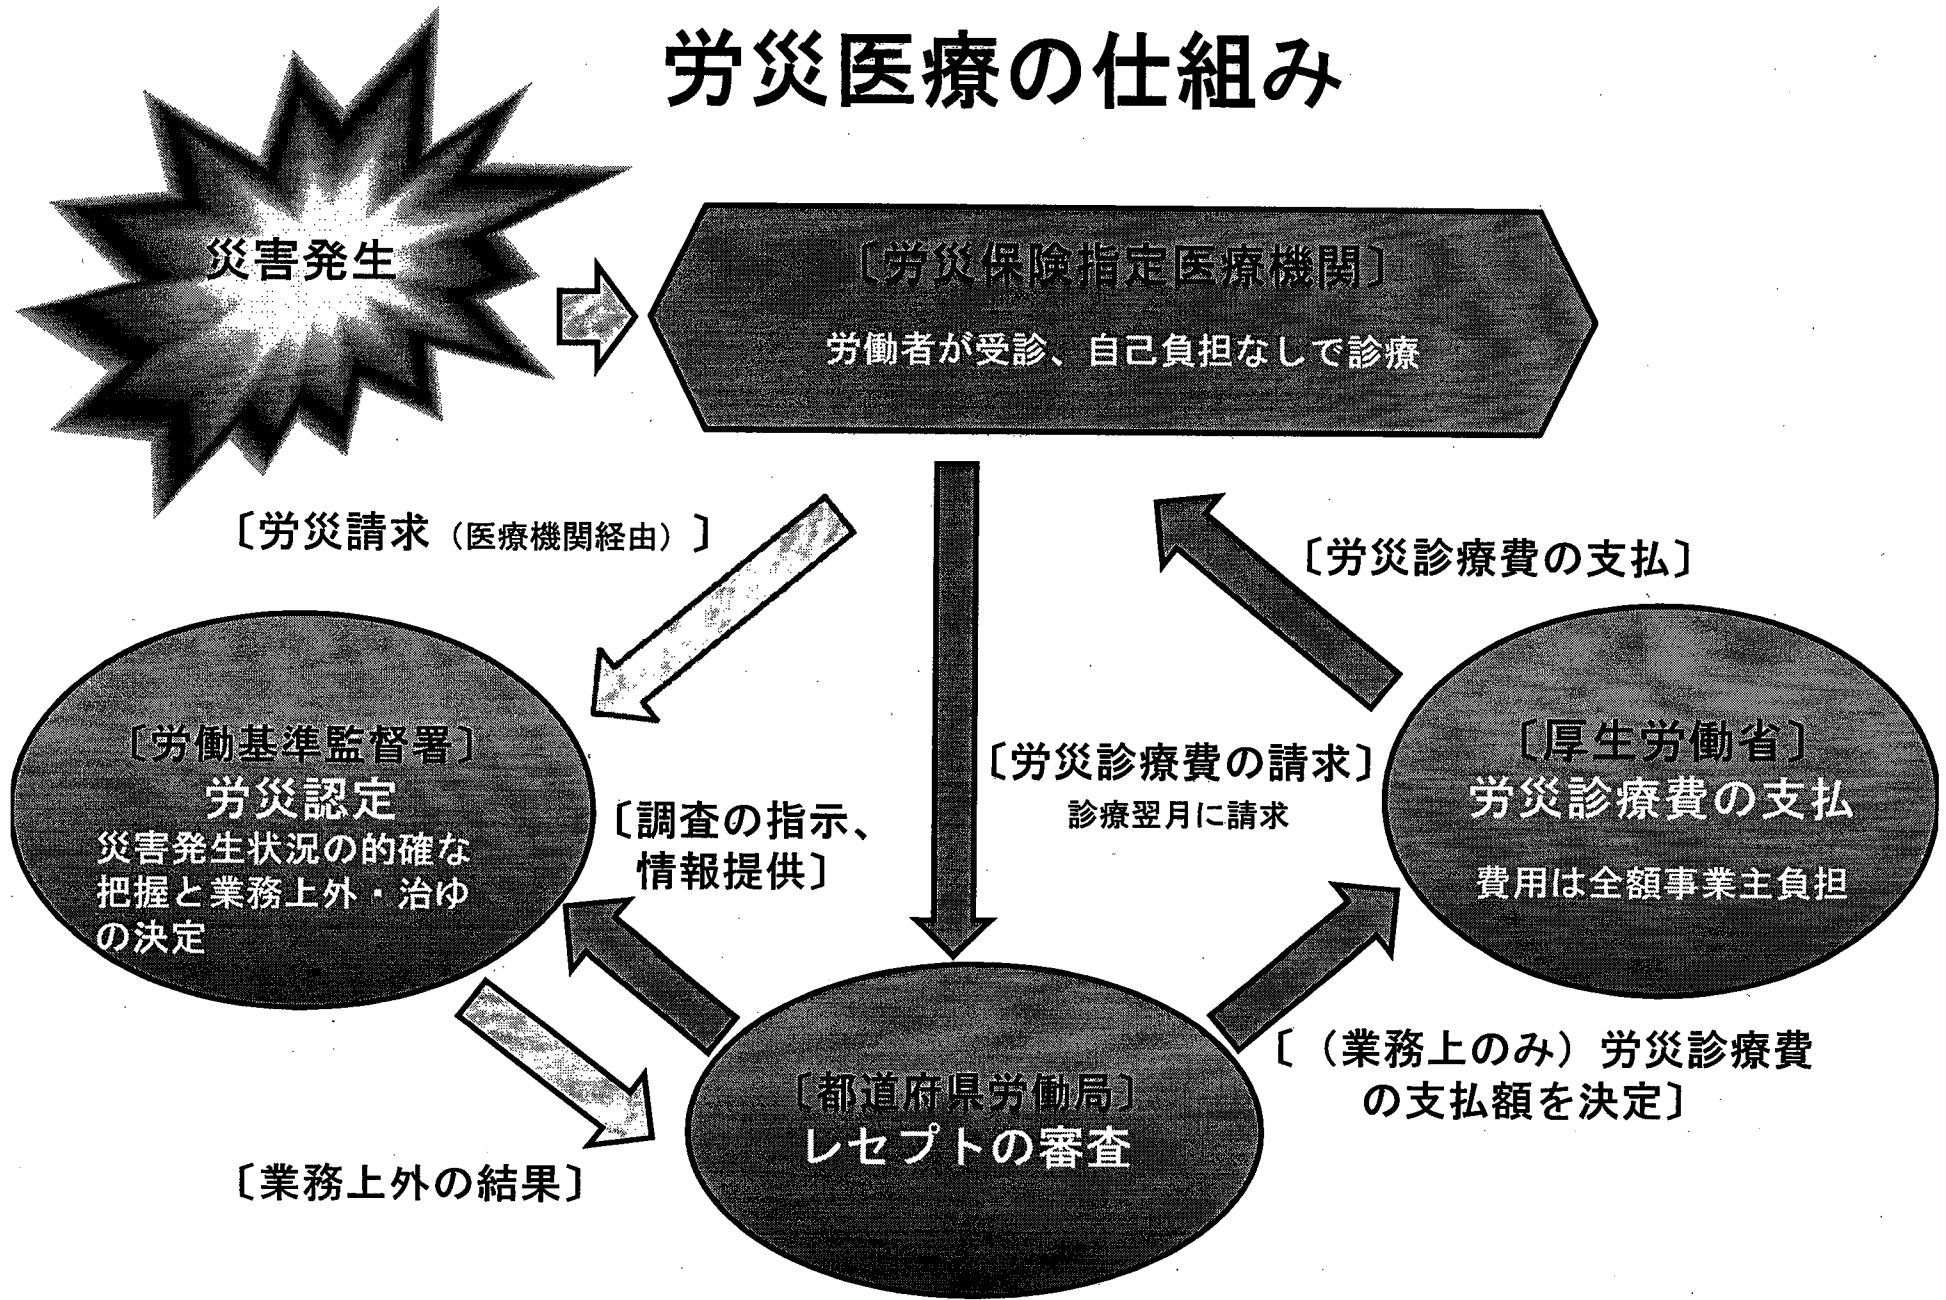 労災医療の仕組み
災害発生
〔労災保険指定医療機関〕
労働者が受診、自己負担なしで診療
〔労災請求（医療機関経由）〕
〔労災診療費の支払〕
〔労働基準監督署〕
労災認定
災害発生状況の的確な
把握と業務上外・治ゆ
の決定
〔調査の指示、
情報提供〕
〔労災診療費の請求〕
診療翌月に請求
〔厚生労働省〕
労災診療費の支払
費用は全額事業主負担
〔業務上外の結果〕
〔都道府県労働局〕
レセプトの審査
〔（業務上のみ）労災診療費
の支払額を決定〕